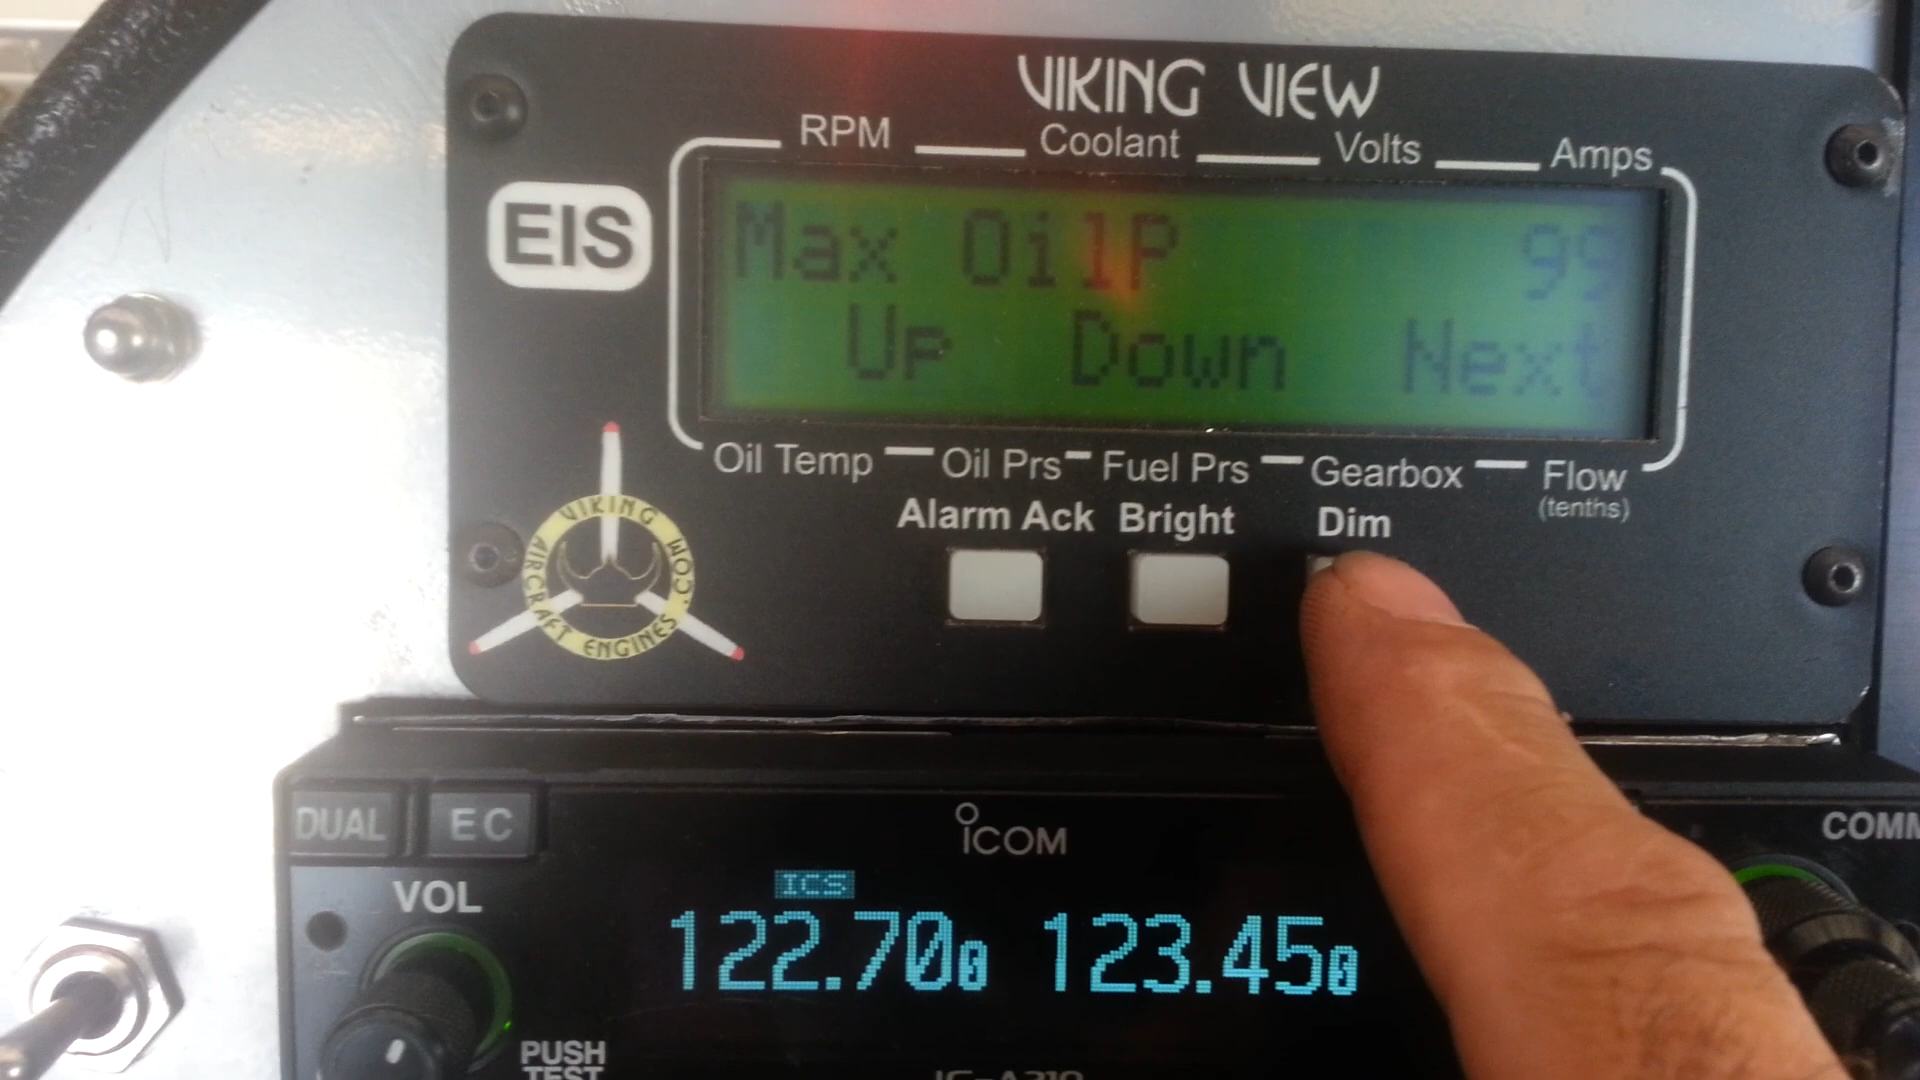 VIKING VIEW
RPM Coolant Volts Amps
EIS
Max OilP 99
Up Down Next
Oil Temp Oil Prs Fuel Prs Gearbox Flow
(tenths)
Alarm Ack Bright Dim
VIKING
AIRCRAFT ENGINES.COM
DUAL EC
ICOM
COMM
VOL
ICS
122.700 123.450
PUSH
TEST